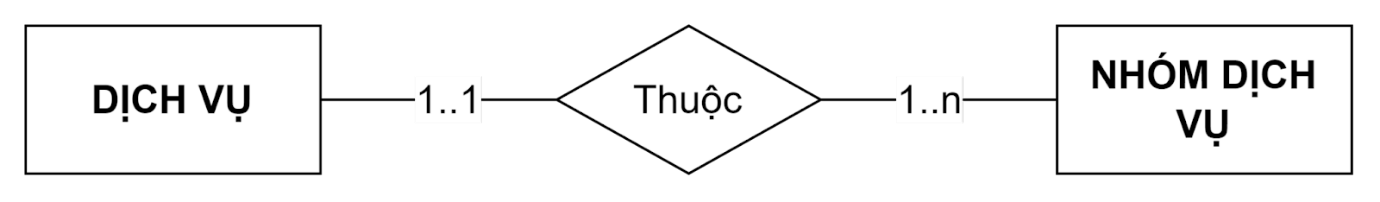 DỊCH VỤ
1..1
Thuộc
1..n
NHÓM DỊCH
VỤ